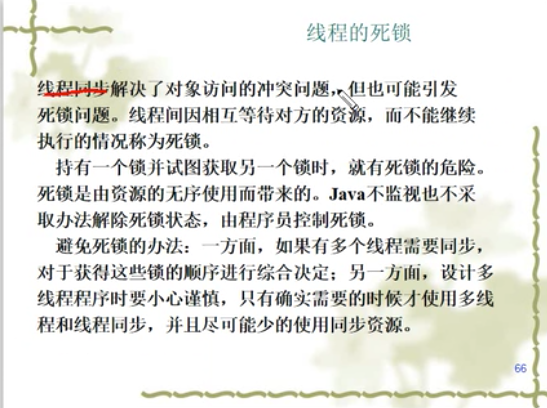 线程的死锁
线程同步解决了对象访问的冲突问题，但也可能引发
死锁问题。线程间因相互等待对方的资源，而不能继续
执行的情况称为死锁。
持有一个锁并试图获取另一个锁时，就有死锁的危险。
死锁是由资源的无序使用而带来的。Java不监视也不采
取办法解除死锁状态，由程序员控制死锁。
避免死锁的办法：一方面，如果有多个线程需要同步，
对于获得这些锁的顺序进行综合决定；另一方面，设计多
线程程序时要小心谨慎，只有确实需要的时候才使用多线
程和线程同步，并且尽可能少的使用同步资源。
66